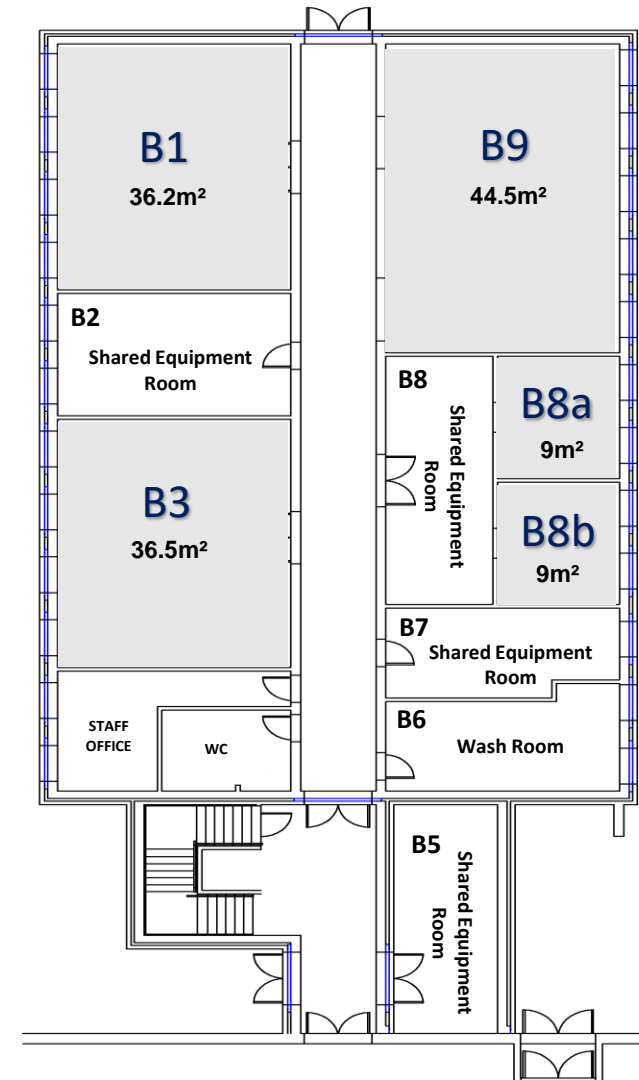 B1
36.2m²
B9
44.5m²
B2
Shared Equipment
Room
B8
Shared Equipment
Room
B8a
9m²
B3
36.5m²
B8b
9m²
B7
Shared Equipment
Room
STAFF
OFFICE
WC
B6
Wash Room
B5
Shared Equipment
Room